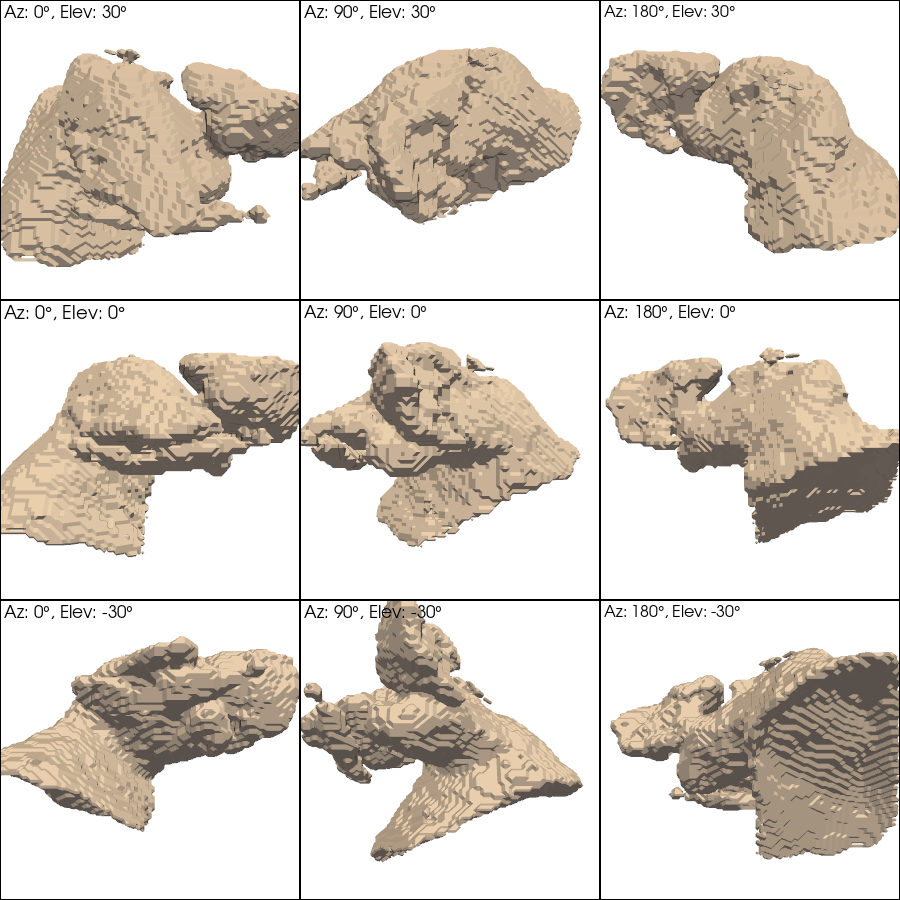 Az: 0°, Elev: 30°
Az: 90°, Elev: 30°
Az: 180°, Elev: 30°
Az: 0°, Elev: 0°
Az: 90°, Elev: 0°
Az: 180°, Elev: 0°
Az: 0°, Elev: -30°
Az: 90°, Elev: -30°
Az: 180°, Elev: -30°